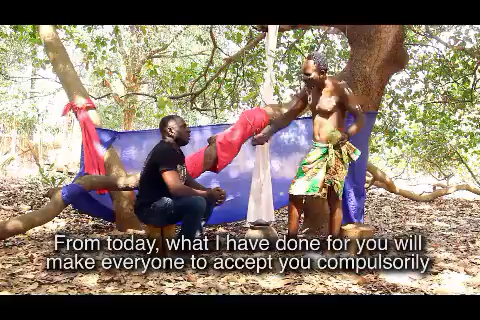 From today, what I have done for you will
make everyone to accept you compulsorily